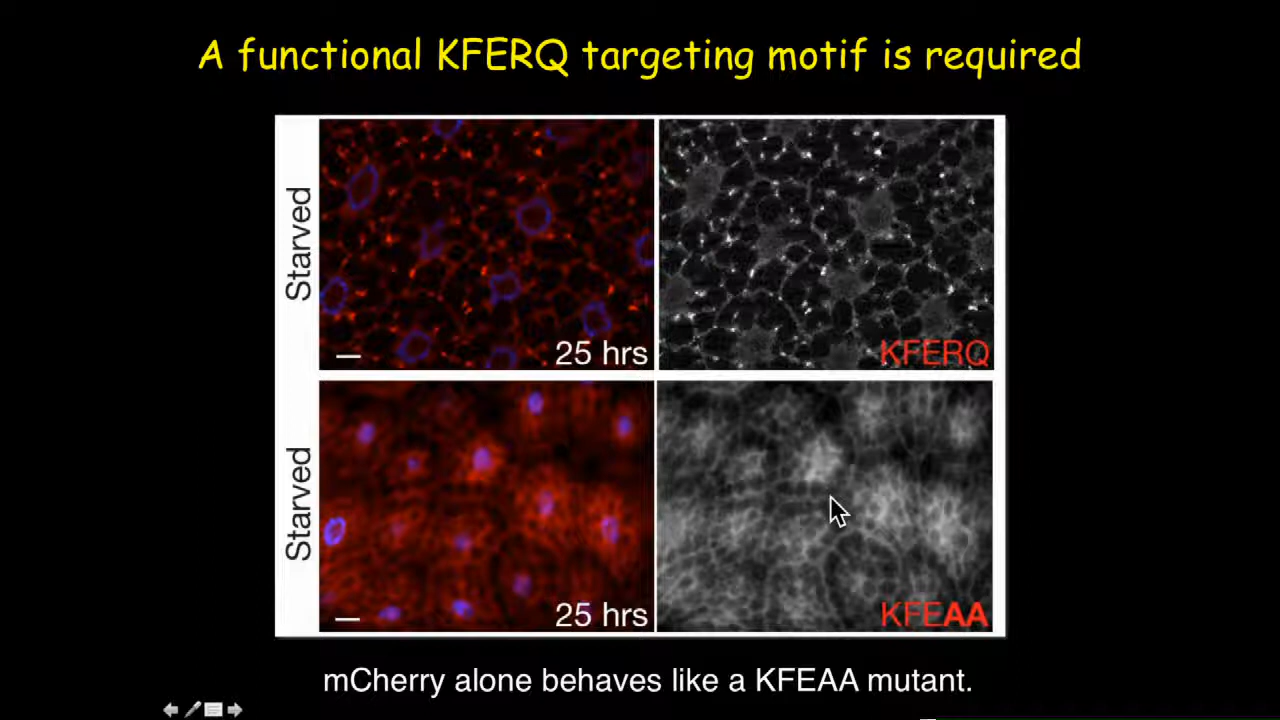 A functional KFERQ targeting motif is required
Starved
25 hrs
KFERQ
Starved
25 hrs
KFEAA
mCherry alone behaves like a KFEAA mutant.